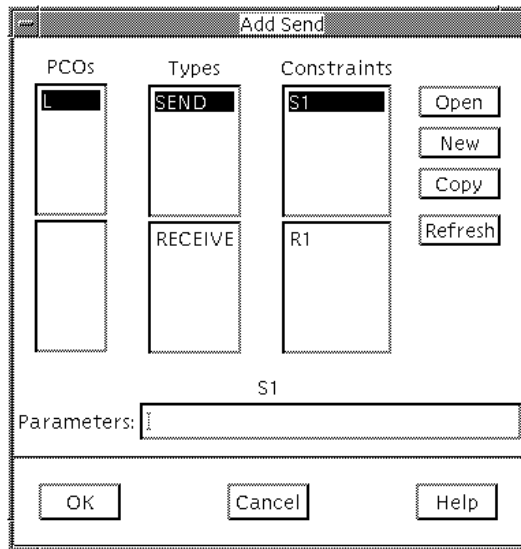 Add Send
PCOs Types Constraints
L SEND S1 Open
New
Copy
RECEIVE R1 Refresh
S1
Parameters:
OK Cancel Help